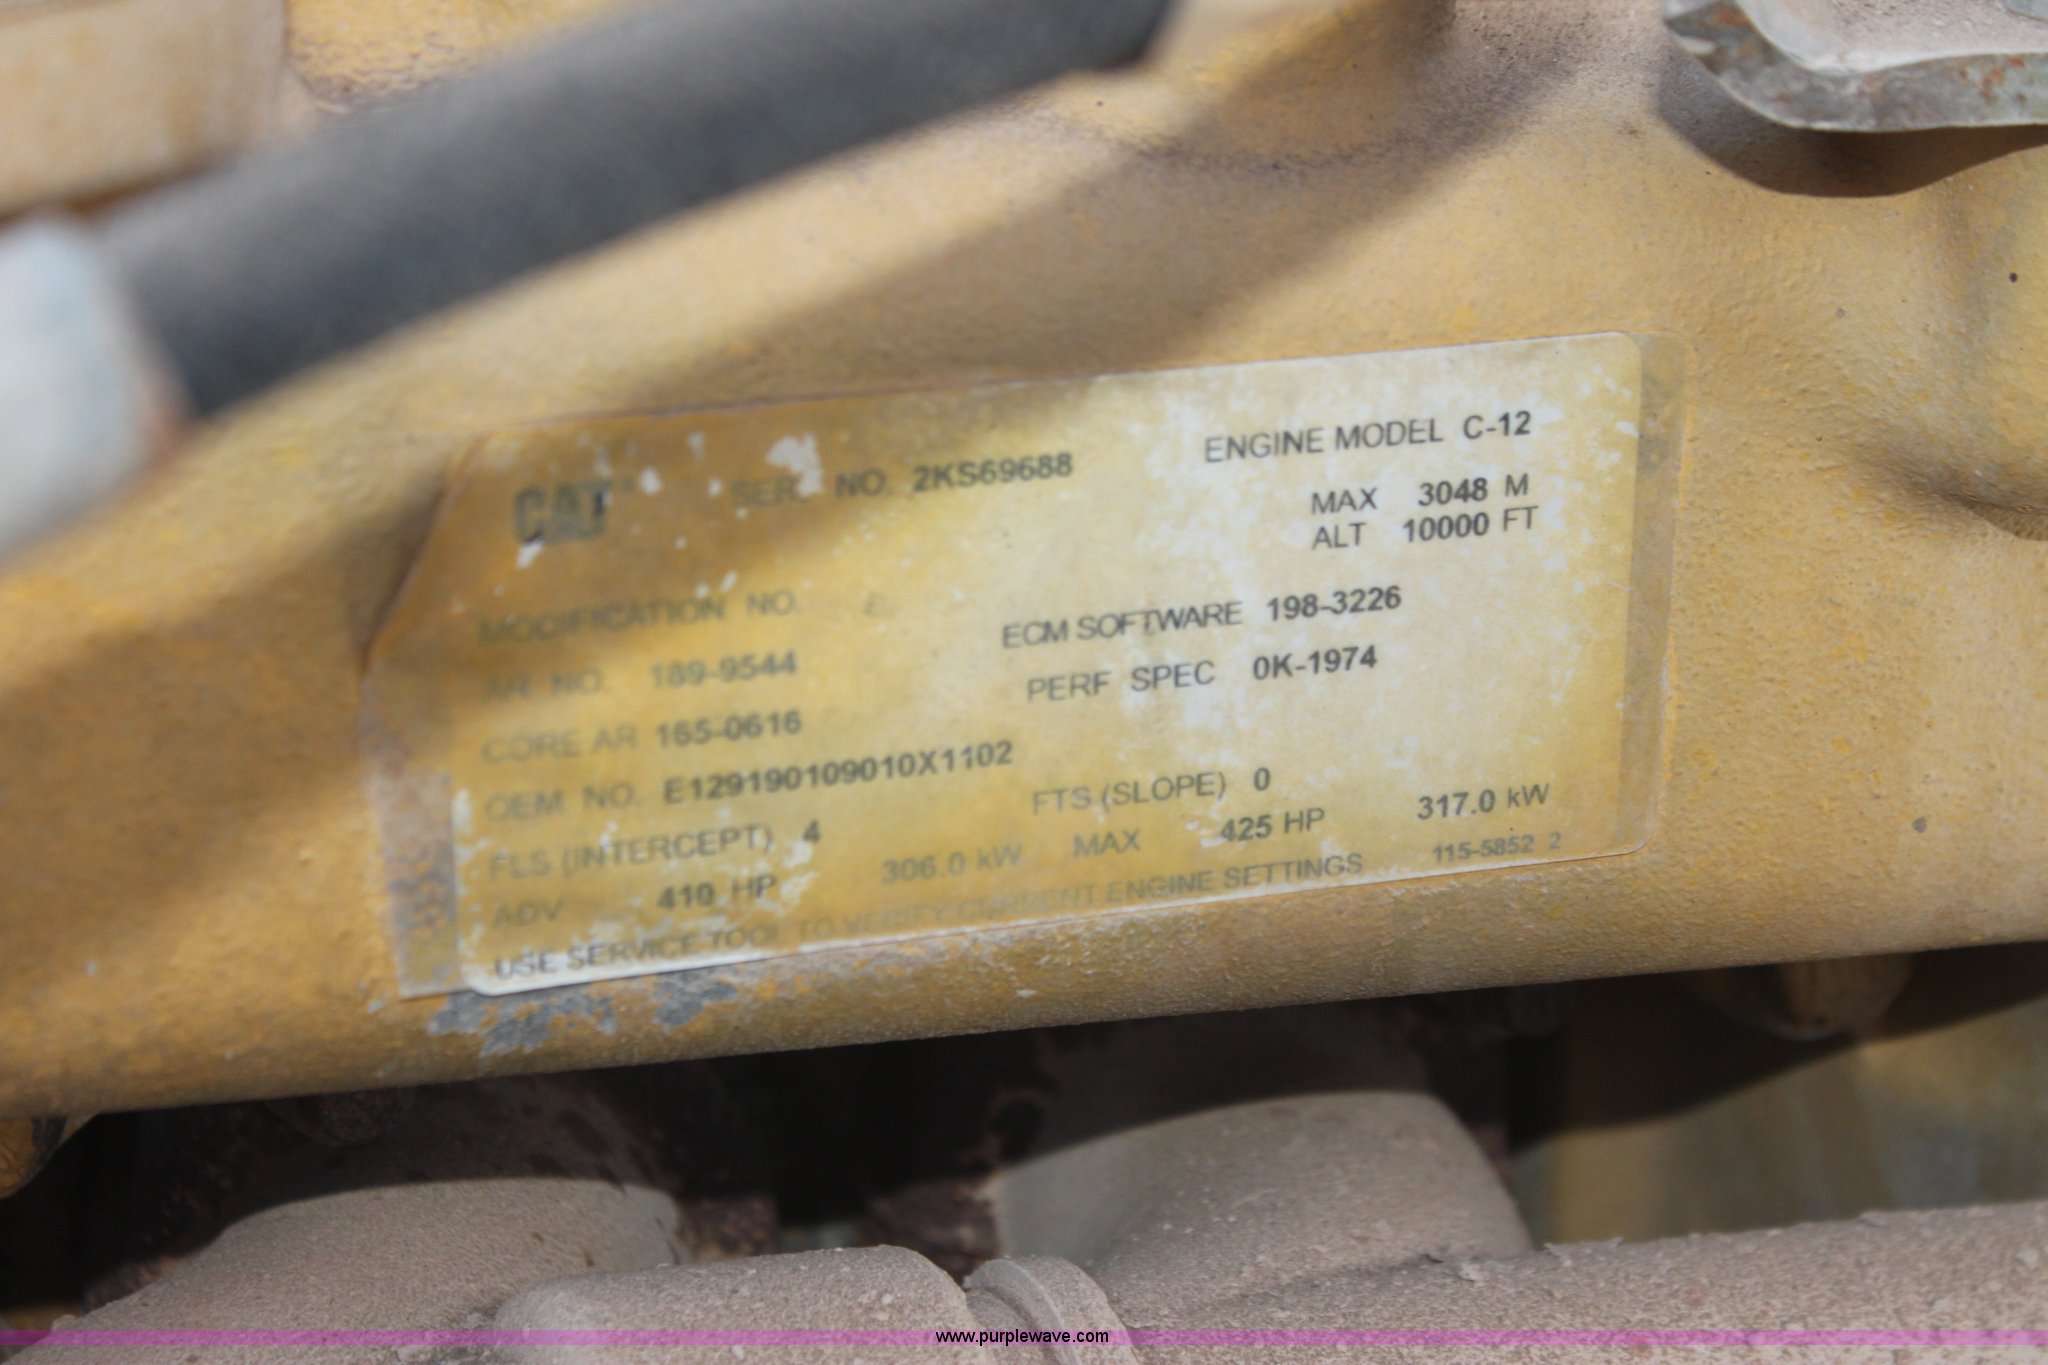 CAT SER. NO. 2KS69688 ENGINE MODEL C-12
MAX 3048 M
ALT 10000 FT
MODIFICATION NO. ECM SOFTWARE 198-3226
AR NO. 189-9544 PERF SPEC 0K-1974
CORE AR 165-0616
OEM NO. E129190109010X1102
FLS (INTERCEPT) 4 FTS (SLOPE) 0
ADV 410 HP 306.0 kW MAX 425 HP 317.0 kW
USE SERVICE TOOL TO VERIFY CURRENT ENGINE SETTINGS 115-5852 2
www.purplewave.com